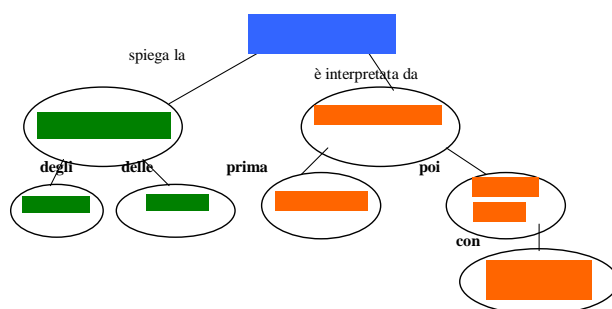 spiega la
è interpretata da
degli
delle
prima
poi
con